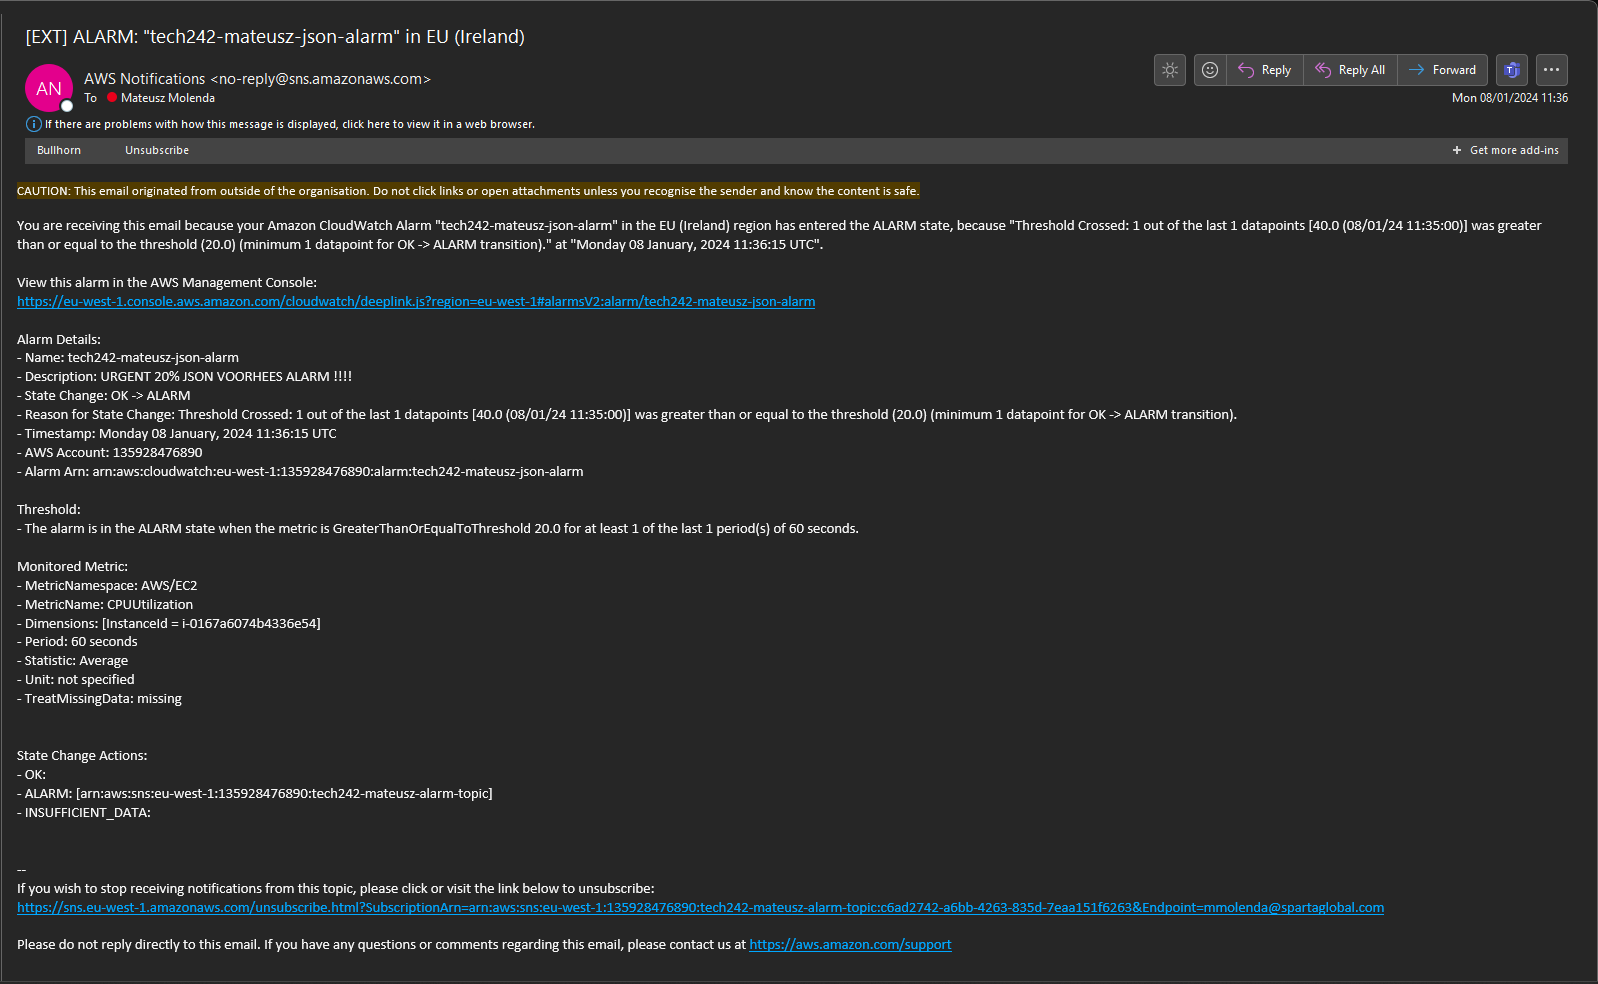 [EXT] ALARM: "tech242-mateusz-json-alarm" in EU (Ireland)
AN
AWS Notifications <no-reply@sns.amazonaws.com>
To Mateusz Molenda
Reply
Reply All
Forward
Mon 08/01/2024 11:36
If there are problems with how this message is displayed, click here to view it in a web browser.
Bullhorn Unsubscribe + Get more add-ins
CAUTION: This email originated from outside of the organisation. Do not click links or open attachments unless you recognise the sender and know the content is safe.
You are receiving this email because your Amazon CloudWatch Alarm "tech242-mateusz-json-alarm" in the EU (Ireland) region has entered the ALARM state, because "Threshold Crossed: 1 out of the last 1 datapoints [40.0 (08/01/24 11:35:00)] was greater
than or equal to the threshold (20.0) (minimum 1 datapoint for OK -> ALARM transition)." at "Monday 08 January, 2024 11:36:15 UTC".
View this alarm in the AWS Management Console:
https://eu-west-1.console.aws.amazon.com/cloudwatch/deeplink.js?region=eu-west-1#alarmsV2:alarm/tech242-mateusz-json-alarm
Alarm Details:
- Name: tech242-mateusz-json-alarm
- Description: URGENT 20% JSON VOORHEES ALARM !!!!
- State Change: OK -> ALARM
- Reason for State Change: Threshold Crossed: 1 out of the last 1 datapoints [40.0 (08/01/24 11:35:00)] was greater than or equal to the threshold (20.0) (minimum 1 datapoint for OK -> ALARM transition).
- Timestamp: Monday 08 January, 2024 11:36:15 UTC
- AWS Account: 135928476890
- Alarm Arn: arn:aws:cloudwatch:eu-west-1:135928476890:alarm:tech242-mateusz-json-alarm
Threshold:
- The alarm is in the ALARM state when the metric is GreaterThanOrEqualToThreshold 20.0 for at least 1 of the last 1 period(s) of 60 seconds.
Monitored Metric:
- MetricNamespace: AWS/EC2
- MetricName: CPUUtilization
- Dimensions: [InstanceId = i-0167a6074b4336e54]
- Period: 60 seconds
- Statistic: Average
- Unit: not specified
- TreatMissingData: missing
State Change Actions:
- OK:
- ALARM: [arn:aws:sns:eu-west-1:135928476890:tech242-mateusz-alarm-topic]
- INSUFFICIENT_DATA:
--
If you wish to stop receiving notifications from this topic, please click or visit the link below to unsubscribe:
https://sns.eu-west-1.amazonaws.com/unsubscribe.html?SubscriptionArn=arn:aws:sns:eu-west-1:135928476890:tech242-mateusz-alarm-topic:c6ad2742-a6bb-4263-835d-7eaa151f6263&Endpoint=mmolenda@spartaglobal.com
Please do not reply directly to this email. If you have any questions or comments regarding this email, please contact us at https://aws.amazon.com/support